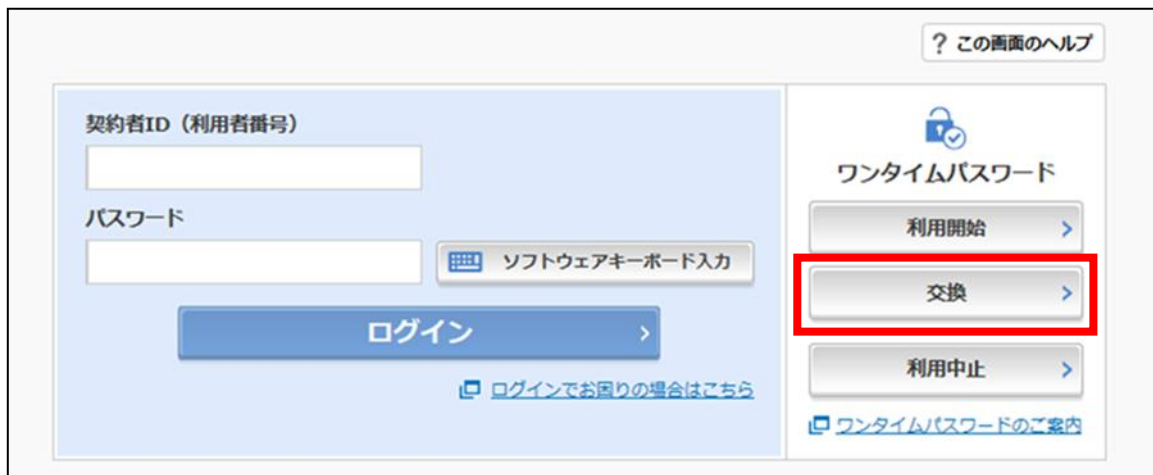 ? この画面のヘルプ
契約者ID（利用者番号）
パスワード
ソフトウェアキーボード入力
ログイン
ログインでお困りの場合はこちら
ワンタイムパスワード
利用開始
交換
利用中止
ワンタイムパスワードのご案内